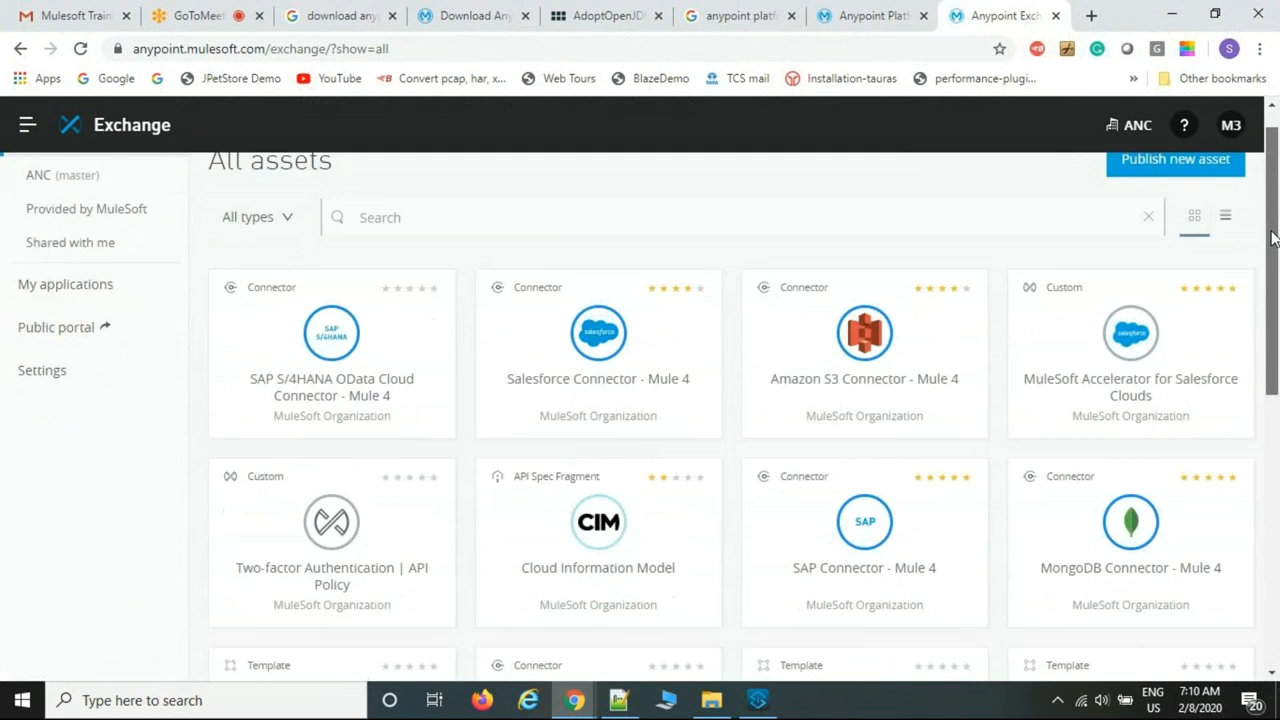 Mulesoft Traini
GoToMeet
download anyp
Download Any
AdoptOpenJD
anypoint platf
Anypoint Platf
Anypoint Exch
anypoint.mulesoft.com/exchange/?show=all
S
Apps
Google
JPetStore Demo
YouTube
Convert pcap, har, x...
Web Tours
BlazeDemo
TCS mail
Installation-tauras
performance-plugi...
»
Other bookmarks
Exchange
ANC
?
M3
ANC (master)
Provided by MuleSoft
Shared with me
My applications
Public portal
Settings
All assets
Publish new asset
All types
Search
Connector
SAP S/4HANA
SAP S/4HANA OData Cloud
Connector - Mule 4
MuleSoft Organization
Connector
salesforce
Salesforce Connector - Mule 4
MuleSoft Organization
Connector
Amazon S3 Connector - Mule 4
MuleSoft Organization
Custom
salesforce
MuleSoft Accelerator for Salesforce
Clouds
MuleSoft Organization
Custom
Two-factor Authentication | API
Policy
MuleSoft Organization
API Spec Fragment
CIM
Cloud Information Model
MuleSoft Organization
Connector
SAP
SAP Connector - Mule 4
MuleSoft Organization
Connector
MongoDB Connector - Mule 4
MuleSoft Organization
Template
Connector
Template
Template
Type here to search
ENG
US
7:10 AM
2/8/2020
20